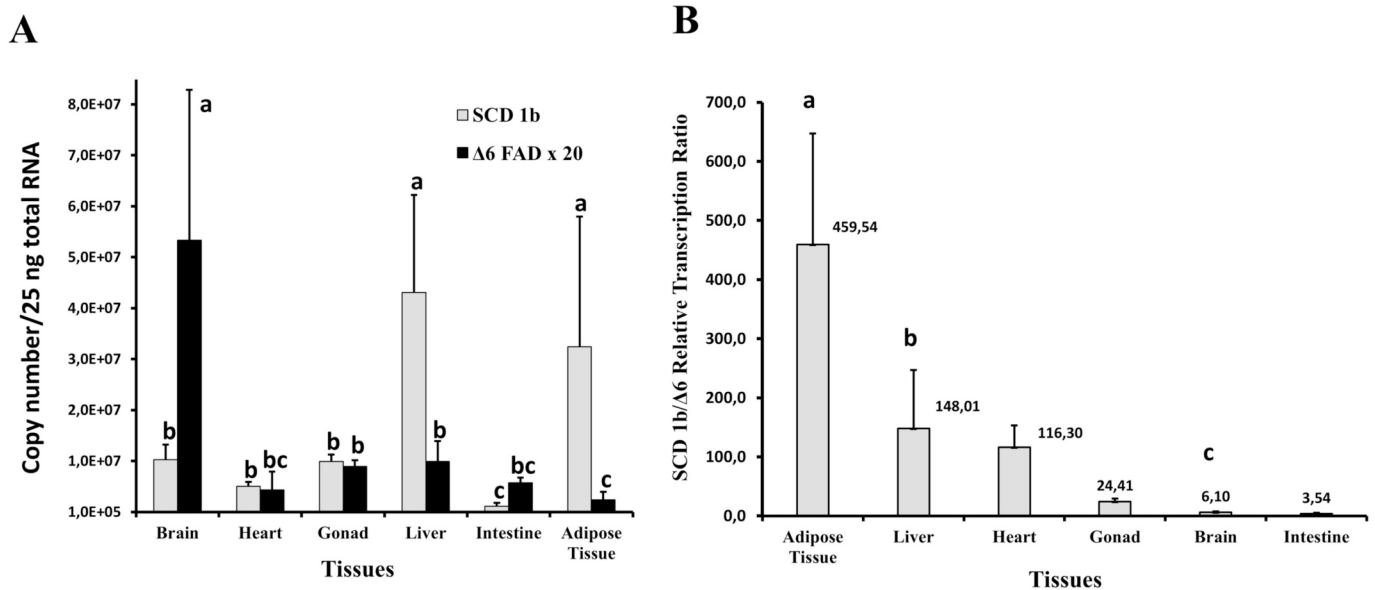 A
Copy number/25 ng total RNA
8,0E+07
7,0E+07
6,0E+07
5,0E+07
4,0E+07
3,0E+07
2,0E+07
1,0E+07
1,0E+05
SCD 1b
Δ6 FAD x 20
b
a
b
bc
b
b
a
b
c
bc
a
c
Brain
Heart
Gonad
Liver
Intestine
Adipose
Tissue
Tissues
B
SCD 1b/Δ6 Relative Transcription Ratio
700,0
600,0
500,0
400,0
300,0
200,0
100,0
0,0
a
459,54
b
148,01
116,30
24,41
c
6,10
3,54
Adipose
Tissue
Liver
Heart
Gonad
Brain
Intestine
Tissues